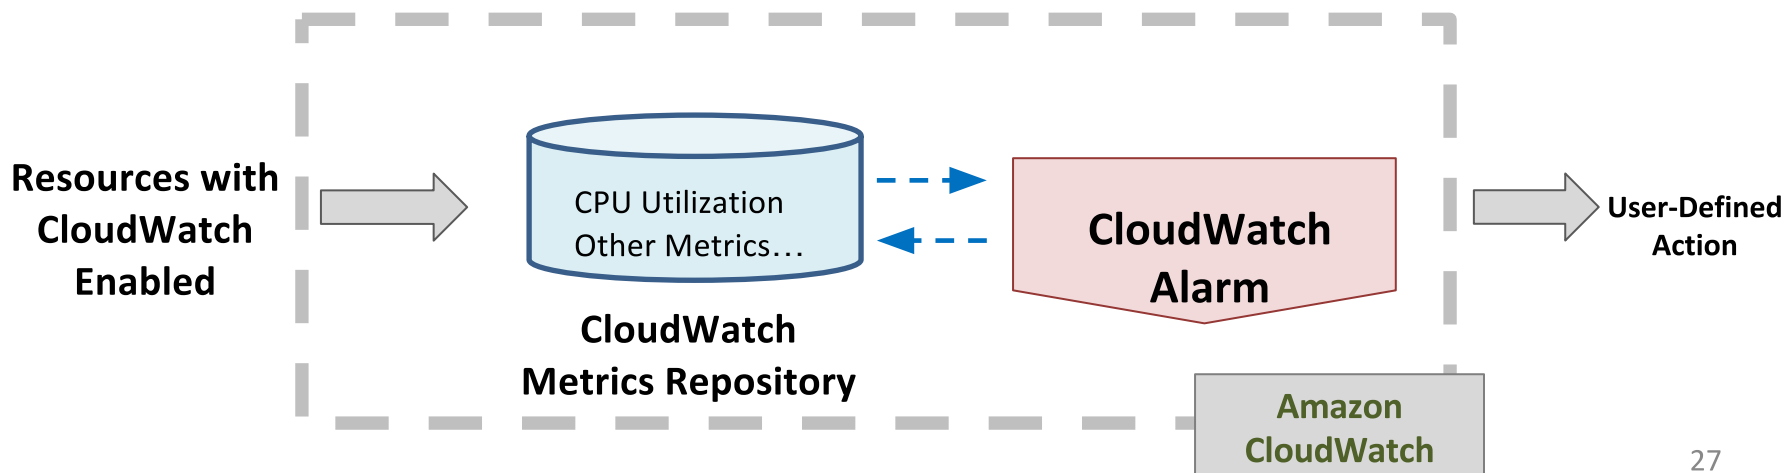 Resources with
CloudWatch
Enabled
CPU Utilization
Other Metrics...
CloudWatch
Metrics Repository
CloudWatch
Alarm
User-Defined
Action
Amazon
CloudWatch
27